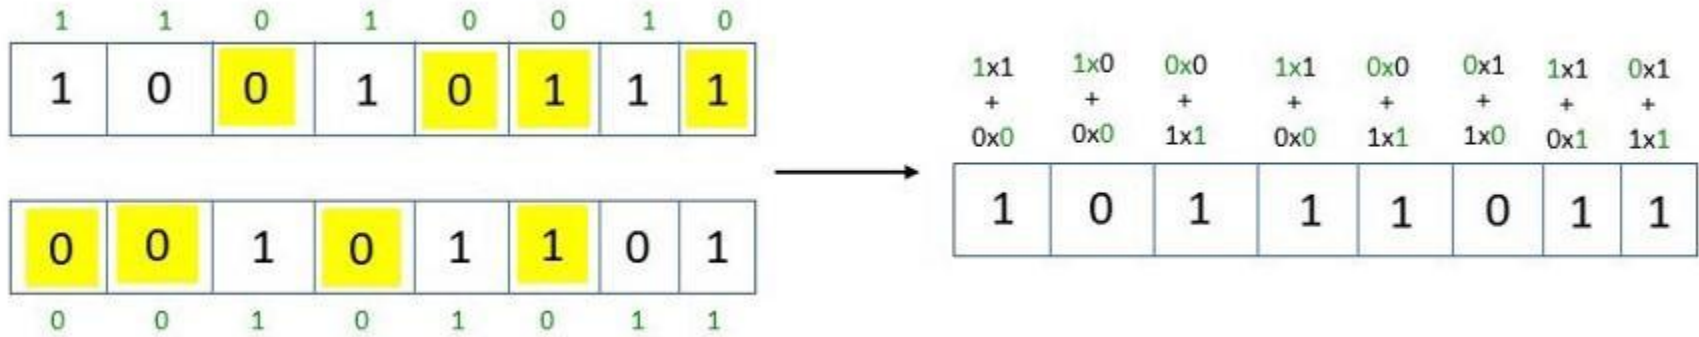 1 1 0 1 0 0 1 0
1 0 0 1 0 1 1 1
0 0 1 0 1 1 0 1
0 0 1 0 1 0 1 1
1x1 1x0 0x0 1x1 0x0 0x1 1x1 0x1
+ + + + + + + +
0x0 0x0 1x1 0x0 1x1 1x0 0x1 1x1
1 0 1 1 1 0 1 1